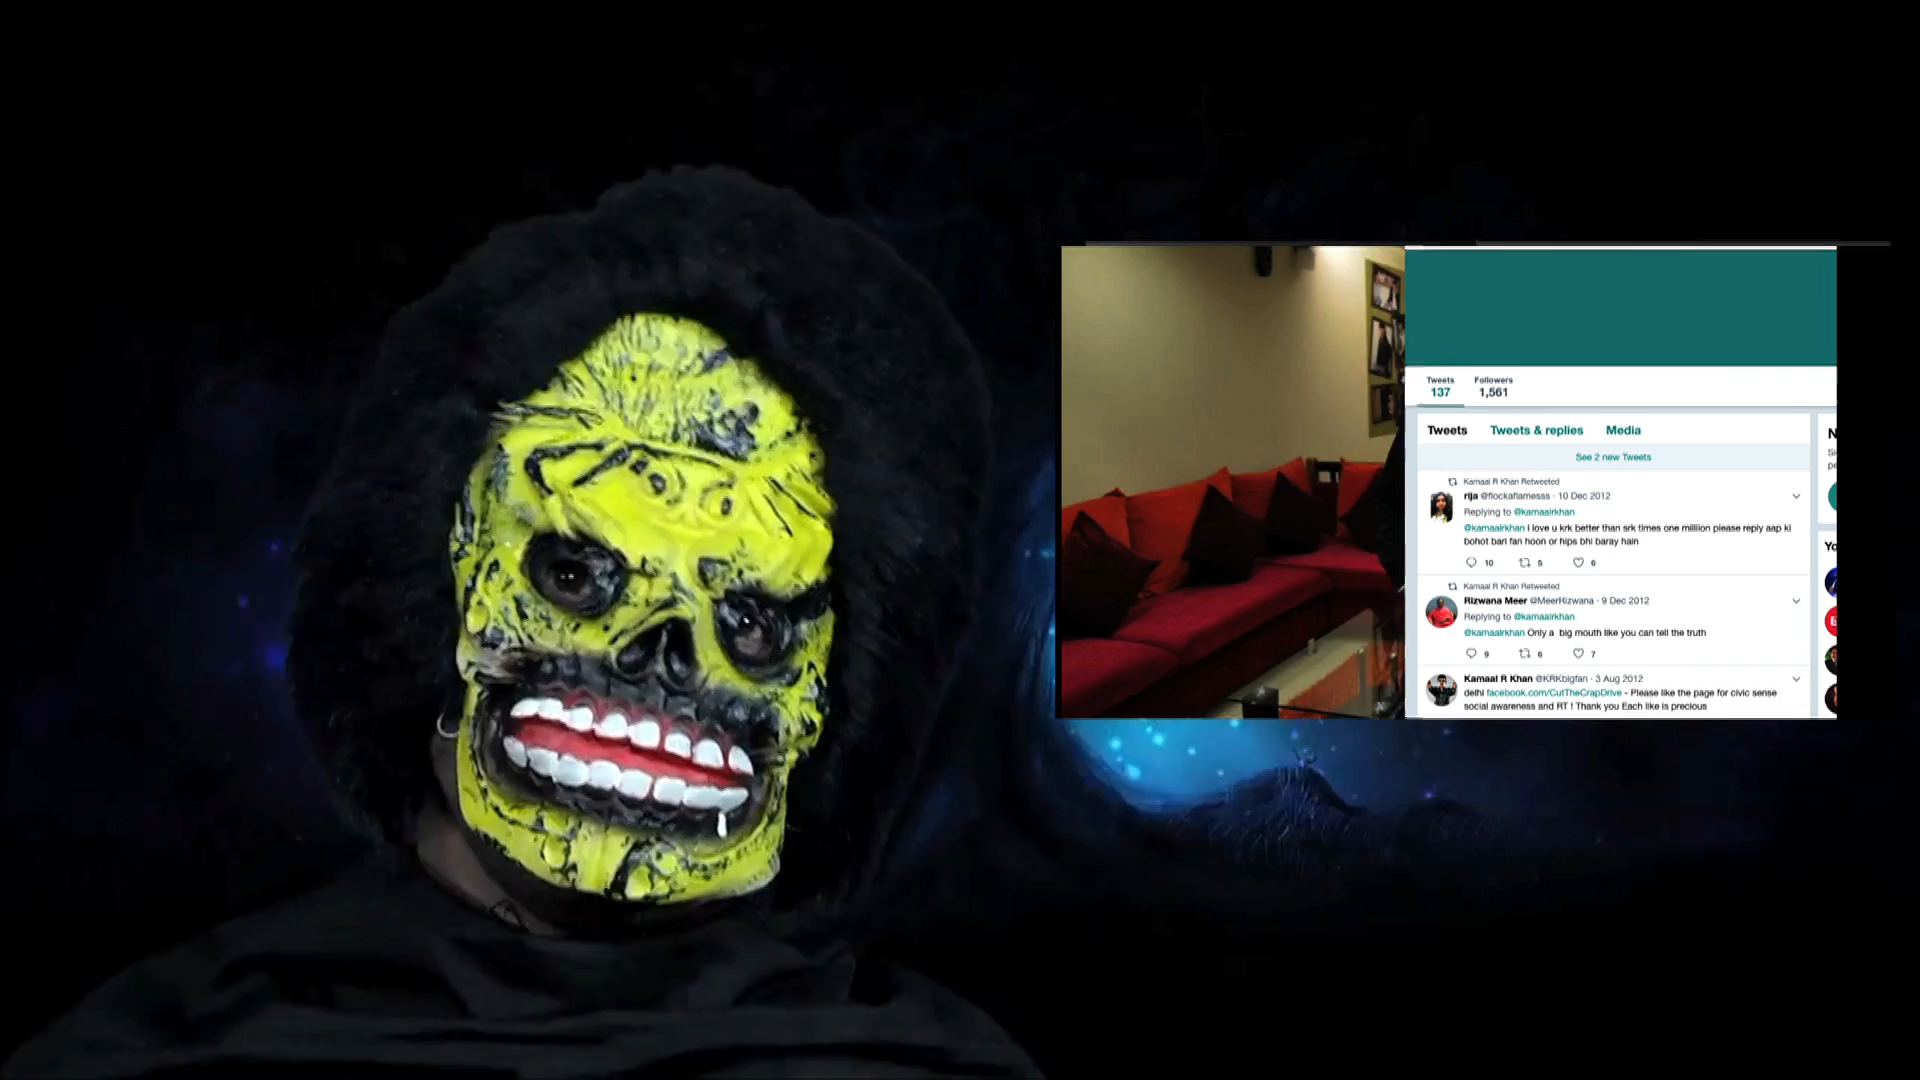 Tweets
137
Followers
1,561
Tweets
Tweets & replies
Media
See 2 new Tweets
Kamaal R Khan Retweeted
rija @flockaflamesss · 10 Dec 2012
Replying to @kamaalrkhan
@kamaalrkhan i love u krk better than srk times one milllion please reply aap ki
bohot bari fan hoon or hips bhi baray hain
10 5 6
Kamaal R Khan Retweeted
Rizwana Meer @MeerRizwana · 9 Dec 2012
Replying to @kamaalrkhan
@kamaalrkhan Only a big mouth like you can tell the truth
9 6 7
Kamaal R Khan @KRKbigfan · 3 Aug 2012
delhi facebook.com/CutTheCrapDrive - Please like the page for civic sense
social awareness and RT ! Thank you Each like is precious